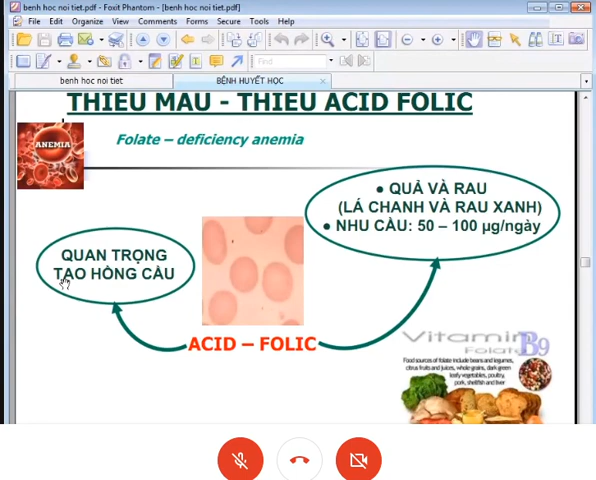 benh hoc noi tiet.pdf - Foxit Phantom - [benh hoc noi tiet.pdf]
File Edit Organize View Comments Forms Secure Tools Help
Find
benh hoc noi tiet
BỆNH HUYẾT HỌC
THIẾU MÁU - THIẾU ACID FOLIC
Folate – deficiency anemia
ANEMIA
● QUẢ VÀ RAU
(LÁ CHANH VÀ RAU XANH)
● NHU CẦU: 50 – 100 µg/ngày
QUAN TRỌNG
TẠO HỒNG CẦU
ACID – FOLIC
Vitamin
Folate B9
Food sources of folate include beans and legumes,
citrus fruits and juices, whole grains, dark green
leafy vegetables, poultry,
pork, shellfish and liver